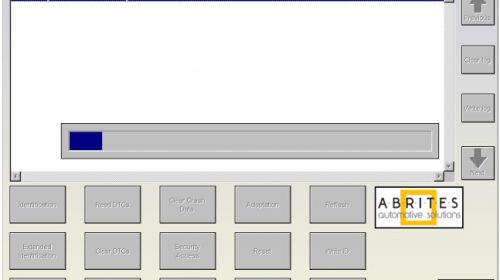 Previous
Clear log
Write log
Next
Identification
Read DTCs
Clear Crash
Data
Adaptation
Reflash
ABRITES
automotive solutions
Extended
Identification
Clear DTCs
Security
Access
Reset
Write ID